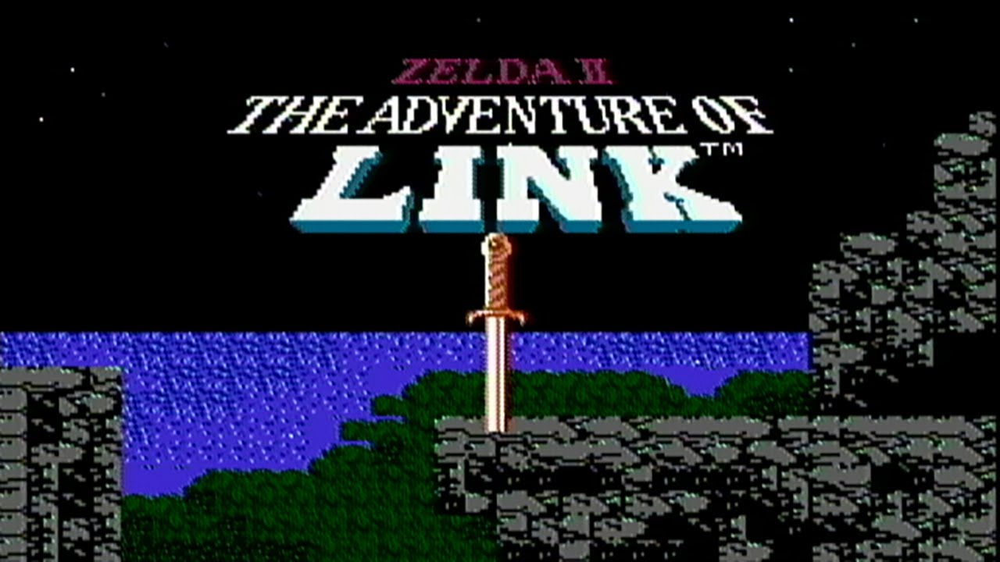 ZELDA II
THE ADVENTURE OF
LINK™